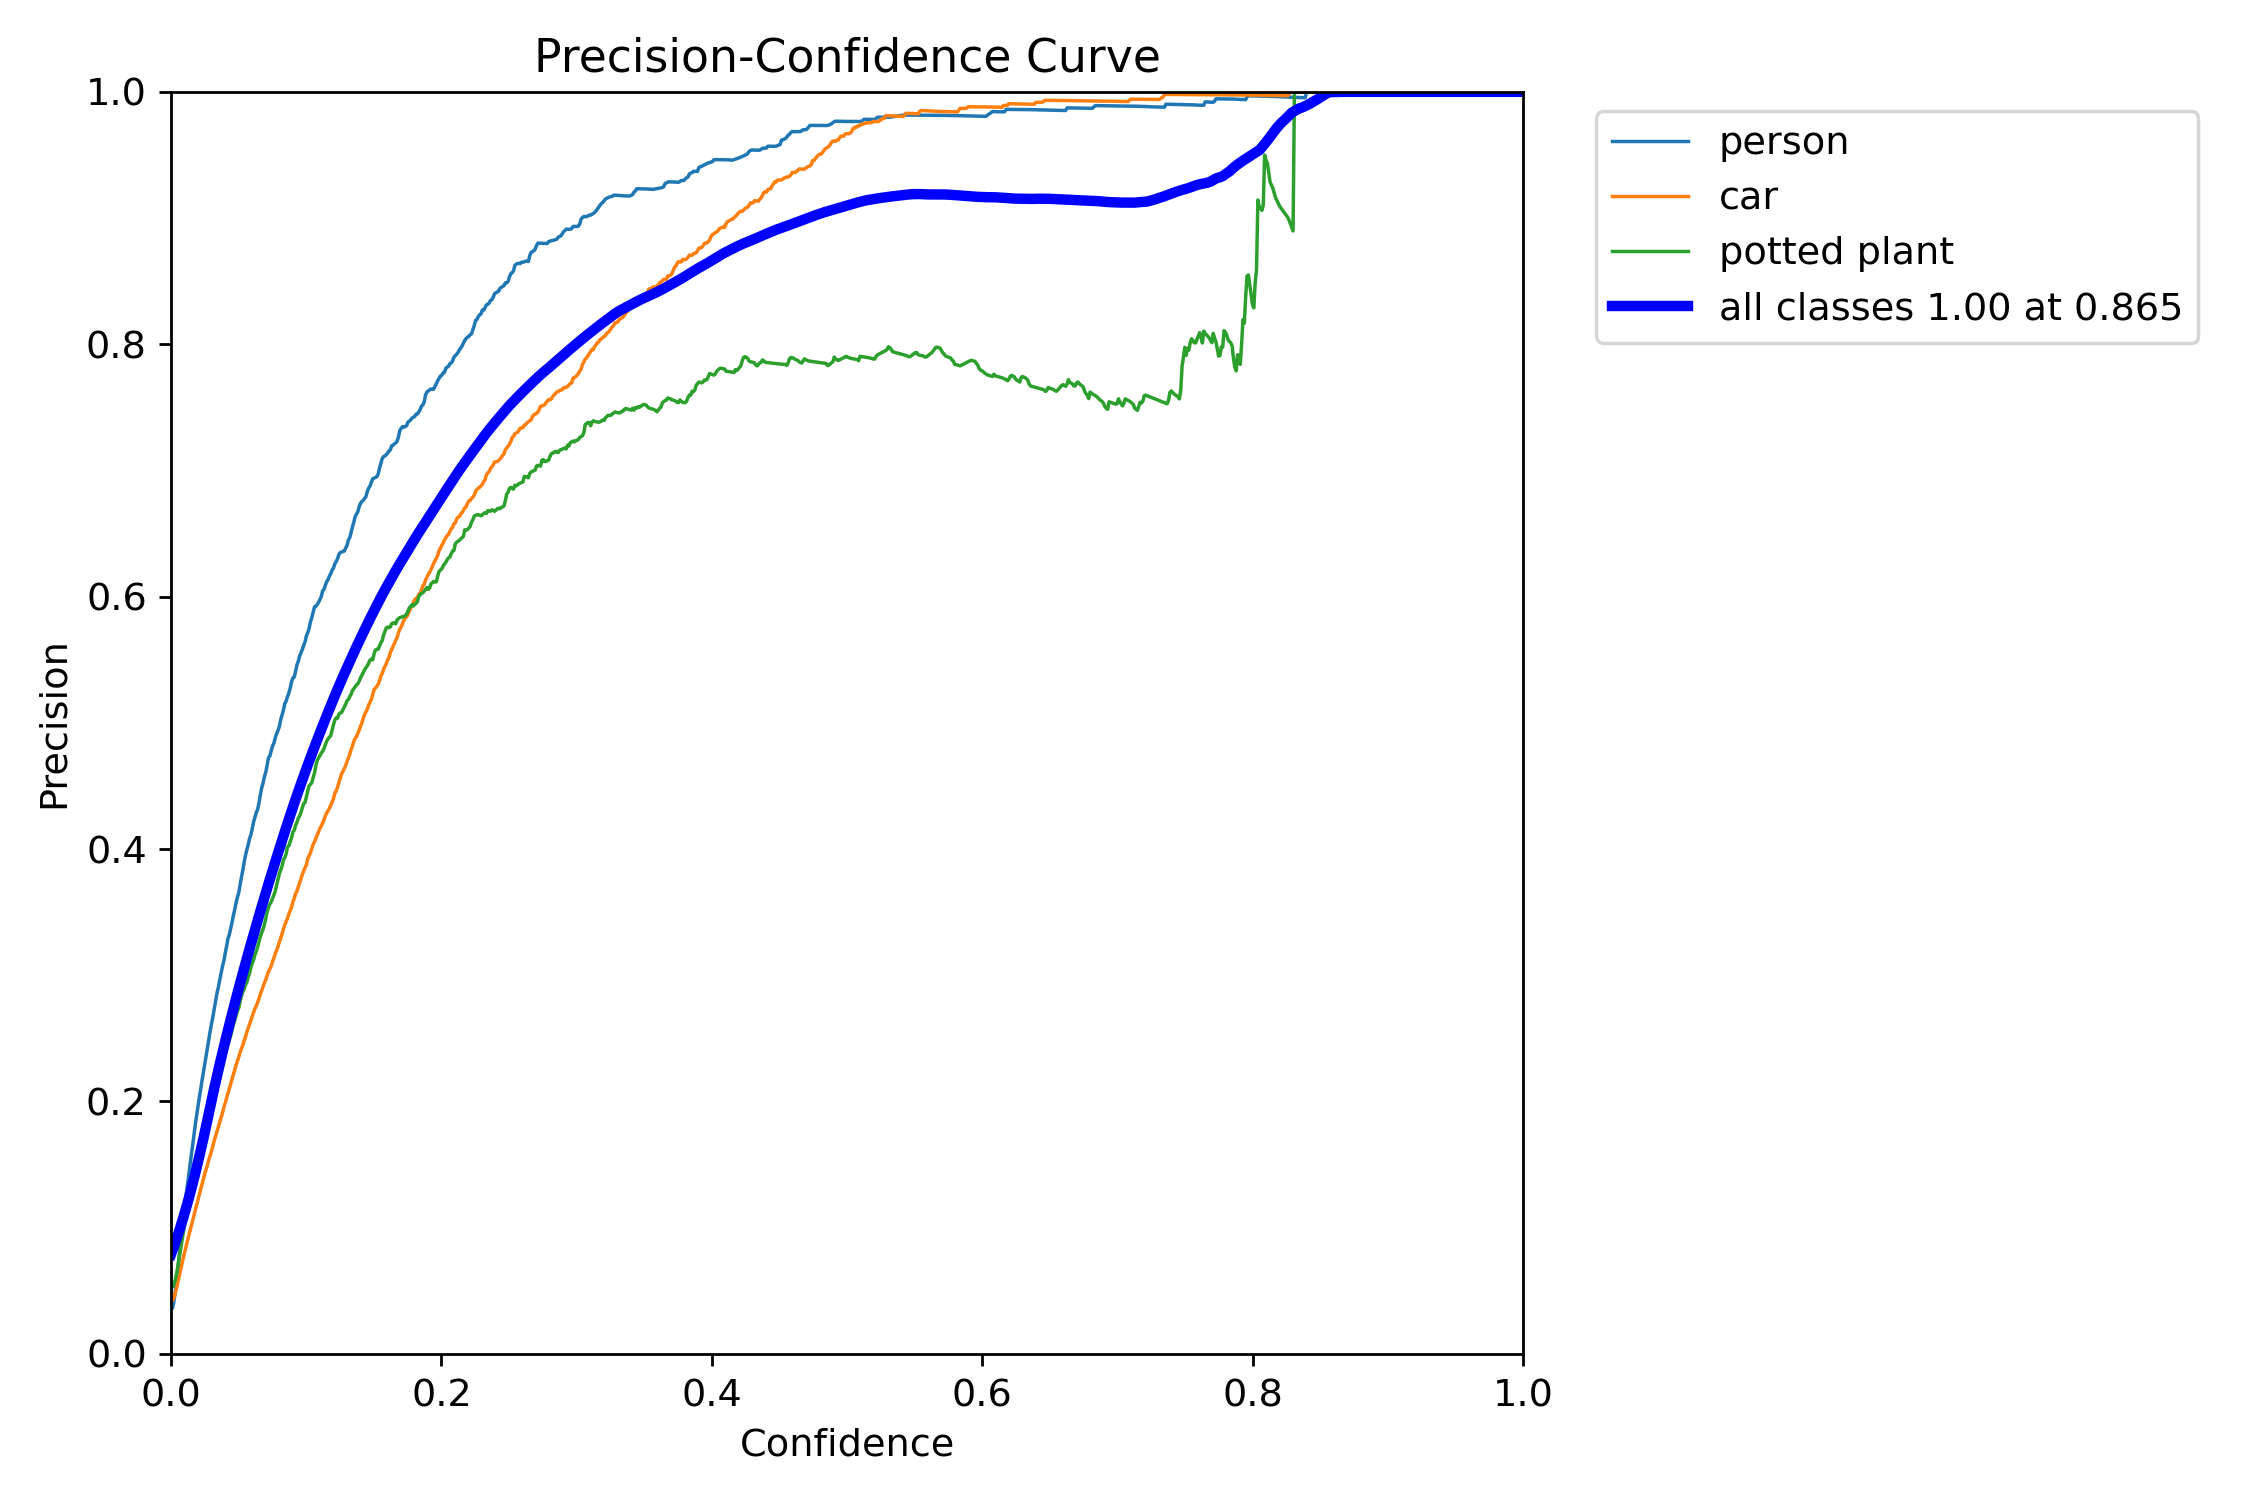 Precision-Confidence Curve
1.0
0.8
0.6
0.4
0.2
0.0
Precision
0.0 0.2 0.4 0.6 0.8 1.0
Confidence
person
car
potted plant
all classes 1.00 at 0.865